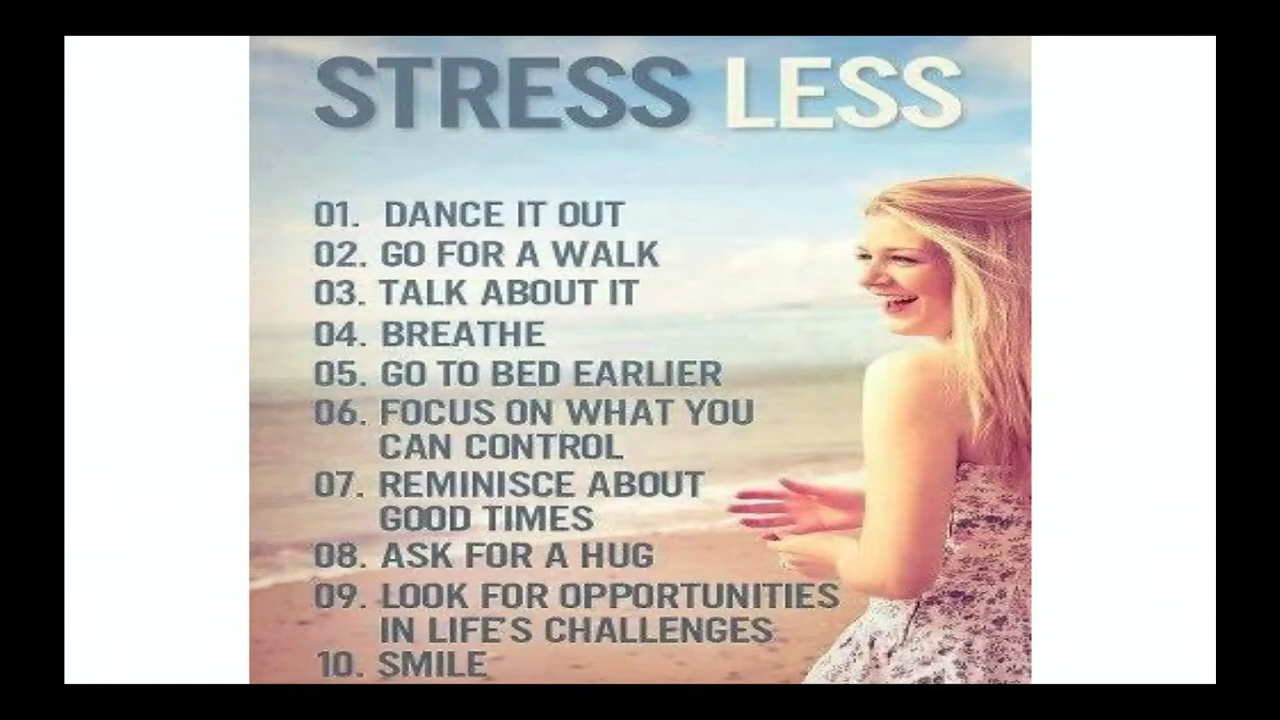 STRESS LESS
01. DANCE IT OUT
02. GO FOR A WALK
03. TALK ABOUT IT
04. BREATHE
05. GO TO BED EARLIER
06. FOCUS ON WHAT YOU
CAN CONTROL
07. REMINISCE ABOUT
GOOD TIMES
08. ASK FOR A HUG
09. LOOK FOR OPPORTUNITIES
IN LIFE'S CHALLENGES
10. SMILE